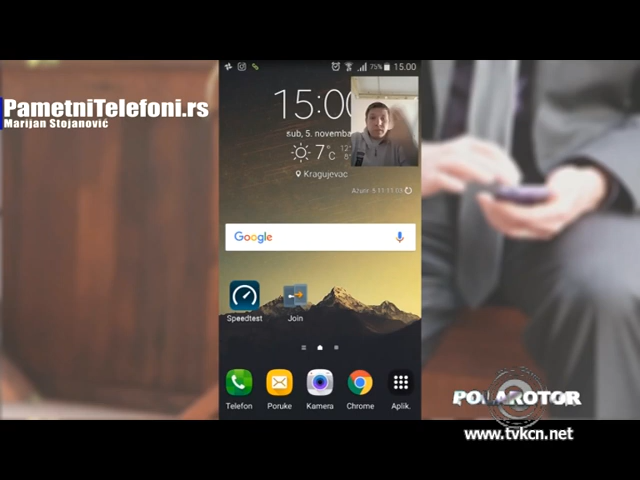 PametniTelefoni.rs
Marijan Stojanović
75% 15.00
15:00
sub, 5. novemba
7°C
Kragujevac
Google
Speedtest
Join
Telefon
Poruke
Kamera
Chrome
Aplik.
POLAROTOR
www.tvkcn.net